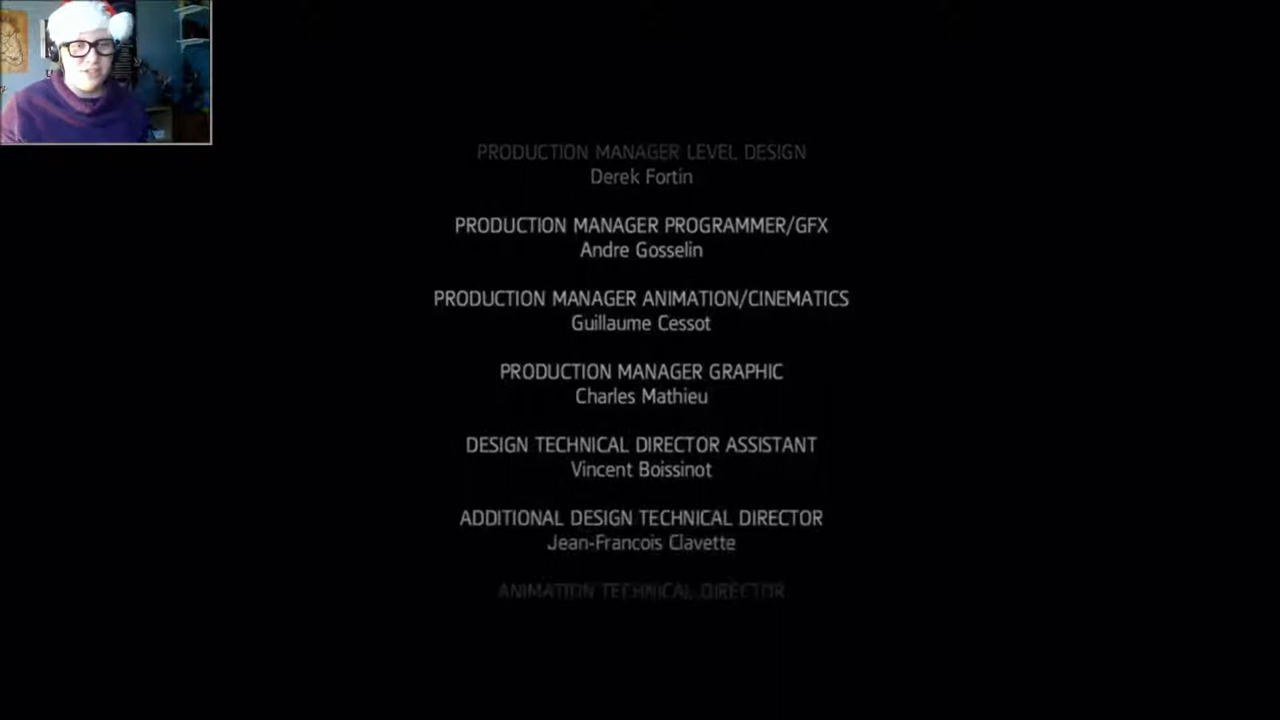 PRODUCTION MANAGER LEVEL DESIGN
Derek Fortin
PRODUCTION MANAGER PROGRAMMER/GFX
Andre Gosselin
PRODUCTION MANAGER ANIMATION/CINEMATICS
Guillaume Cessot
PRODUCTION MANAGER GRAPHIC
Charles Mathieu
DESIGN TECHNICAL DIRECTOR ASSISTANT
Vincent Boissinot
ADDITIONAL DESIGN TECHNICAL DIRECTOR
Jean-Francois Clavette
ANIMATION TECHNICAL DIRECTOR